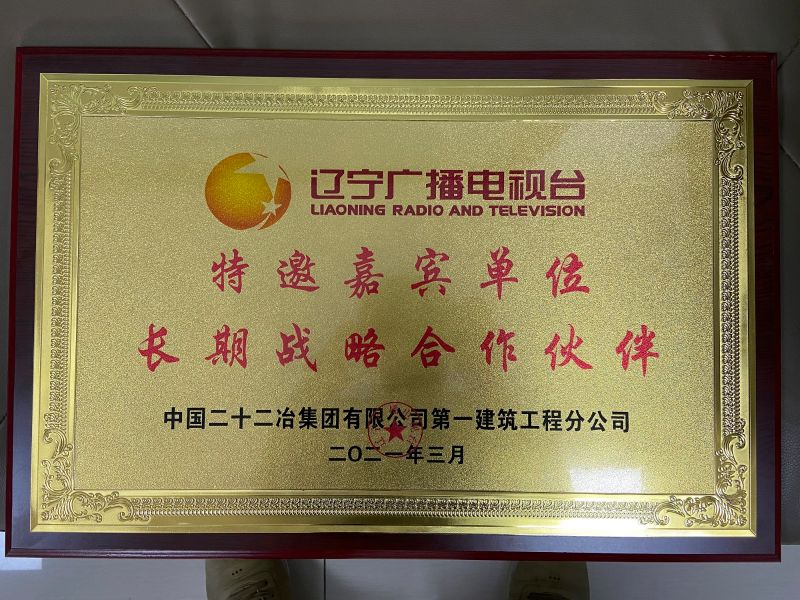 辽宁广播电视台
LIAONING RADIO AND TELEVISION
特邀嘉宾单位
长期战略合作伙伴
中国二十二冶集团有限公司第一建筑工程分公司
二〇二一年三月